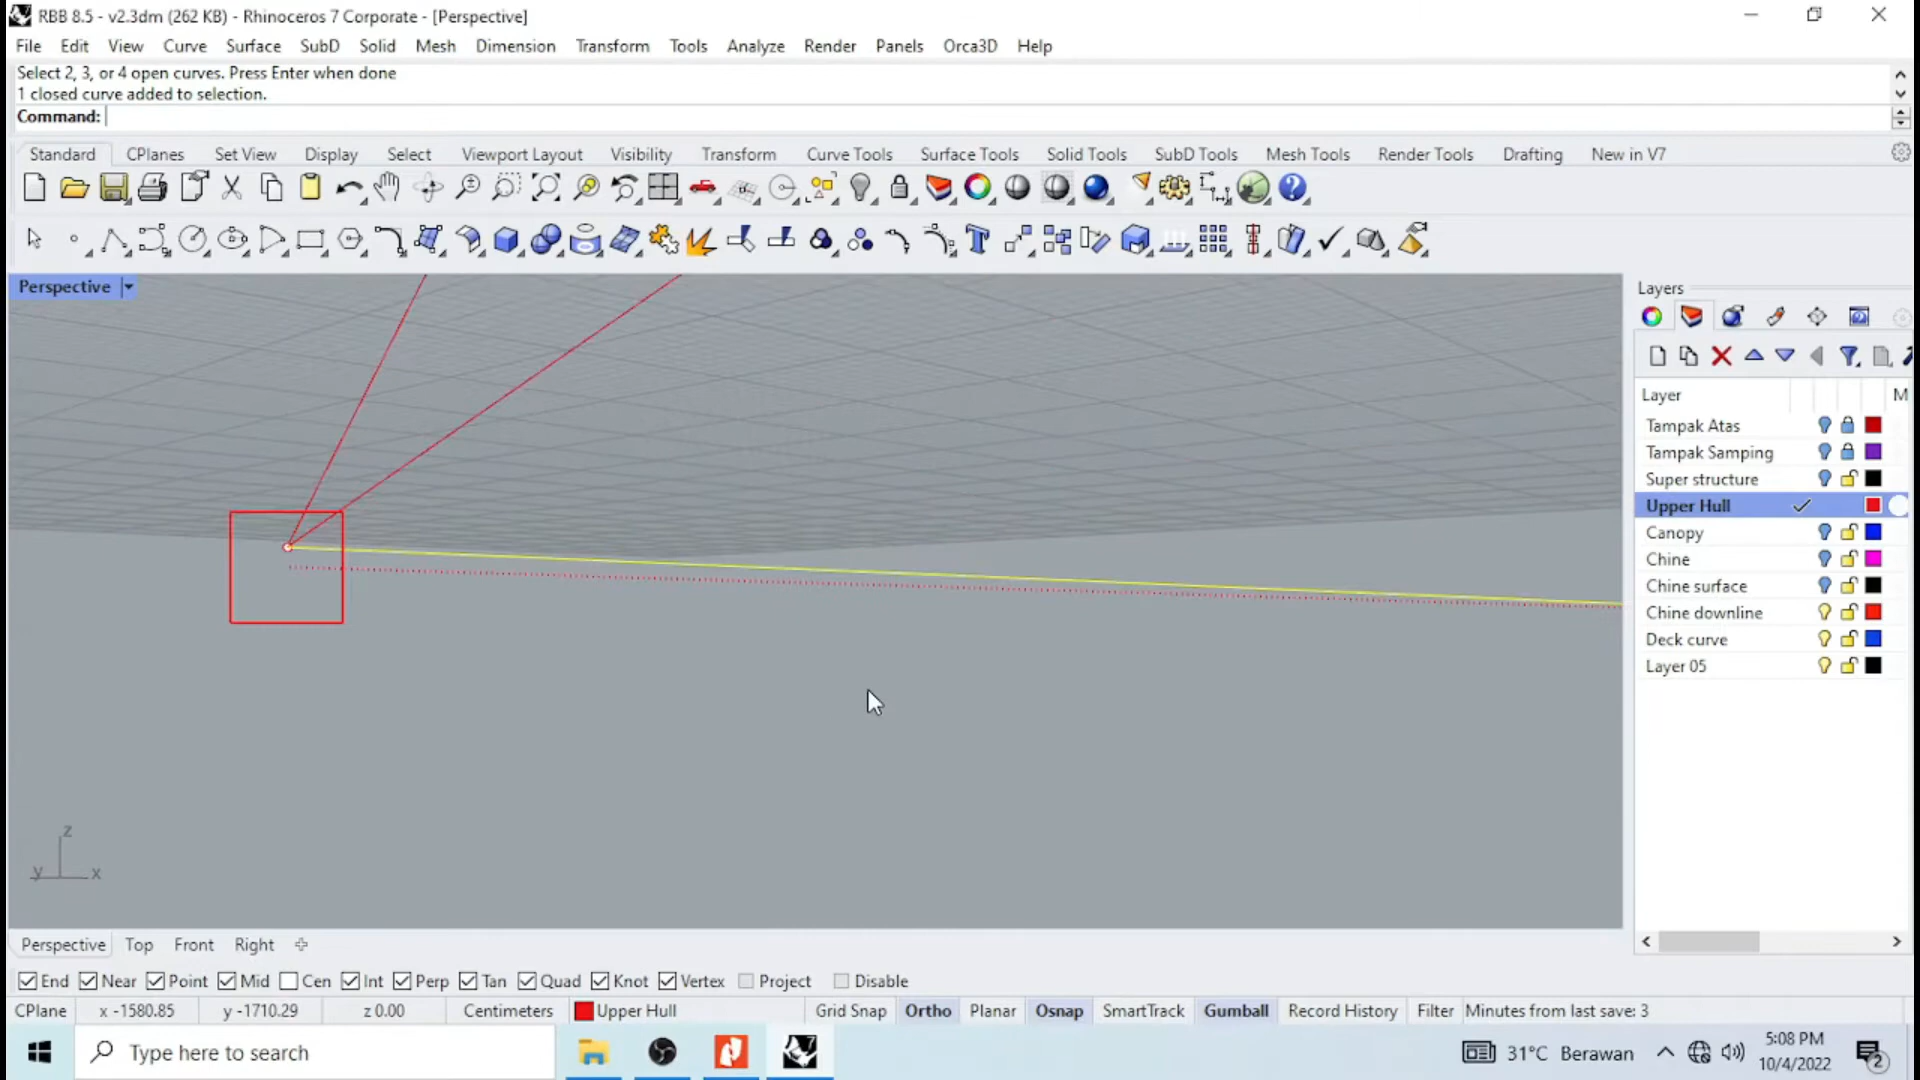 RBB 8.5 - v2.3dm (262 KB) - Rhinoceros 7 Corporate - [Perspective]
File Edit View Curve Surface SubD Solid Mesh Dimension Transform Tools Analyze Render Panels Orca3D Help
Select 2, 3, or 4 open curves. Press Enter when done
1 closed curve added to selection.
Command:
Standard CPlanes Set View Display Select Viewport Layout Visibility Transform Curve Tools Surface Tools Solid Tools SubD Tools Mesh Tools Render Tools Drafting New in V7
Perspective
Layers
Layer M
Tampak Atas
Tampak Samping
Super structure
Upper Hull
Canopy
Chine
Chine surface
Chine downline
Deck curve
Layer 05
z
y x
Perspective Top Front Right
End Near Point Mid Cen Int Perp Tan Quad Knot Vertex Project Disable
CPlane x -1580.85 y -1710.29 z 0.00 Centimeters Upper Hull Grid Snap Ortho Planar Osnap SmartTrack Gumball Record History Filter Minutes from last save: 3
Type here to search 31°C Berawan 5:08 PM
10/4/2022 2